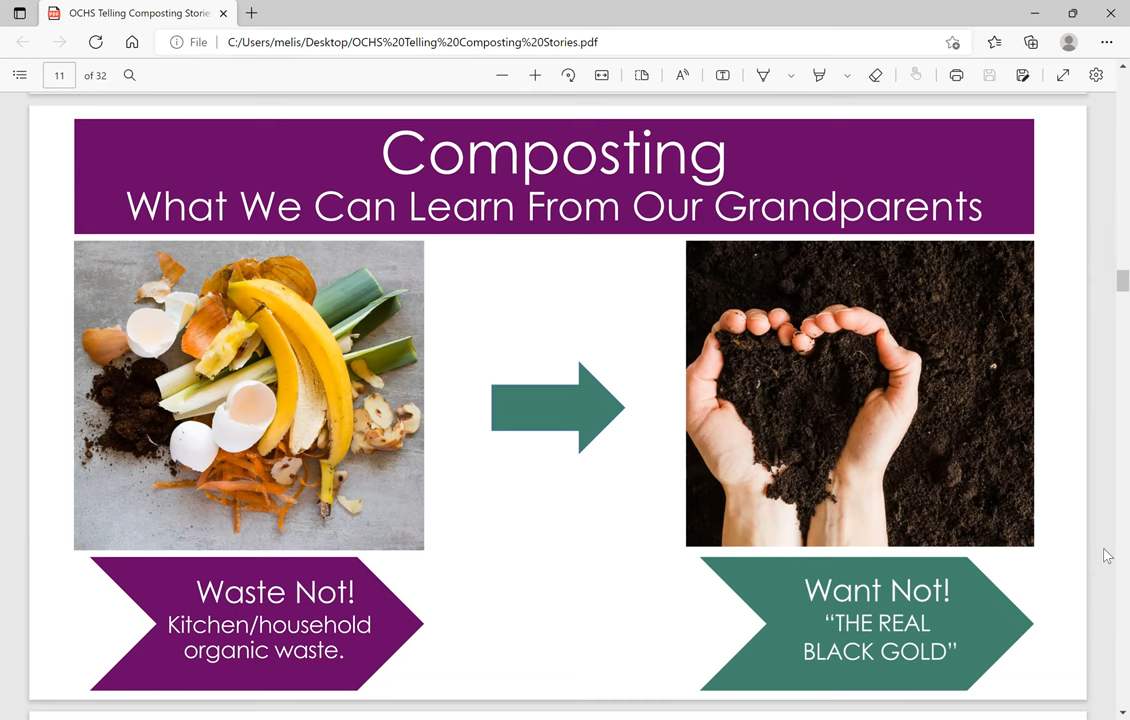 OCHS Telling Composting Storie
File
C:/Users/melis/Desktop/OCHS%20Telling%20Composting%20Stories.pdf
11 of 32
Composting
What We Can Learn From Our Grandparents
Waste Not!
Kitchen/household
organic waste.
Want Not!
“THE REAL
BLACK GOLD”